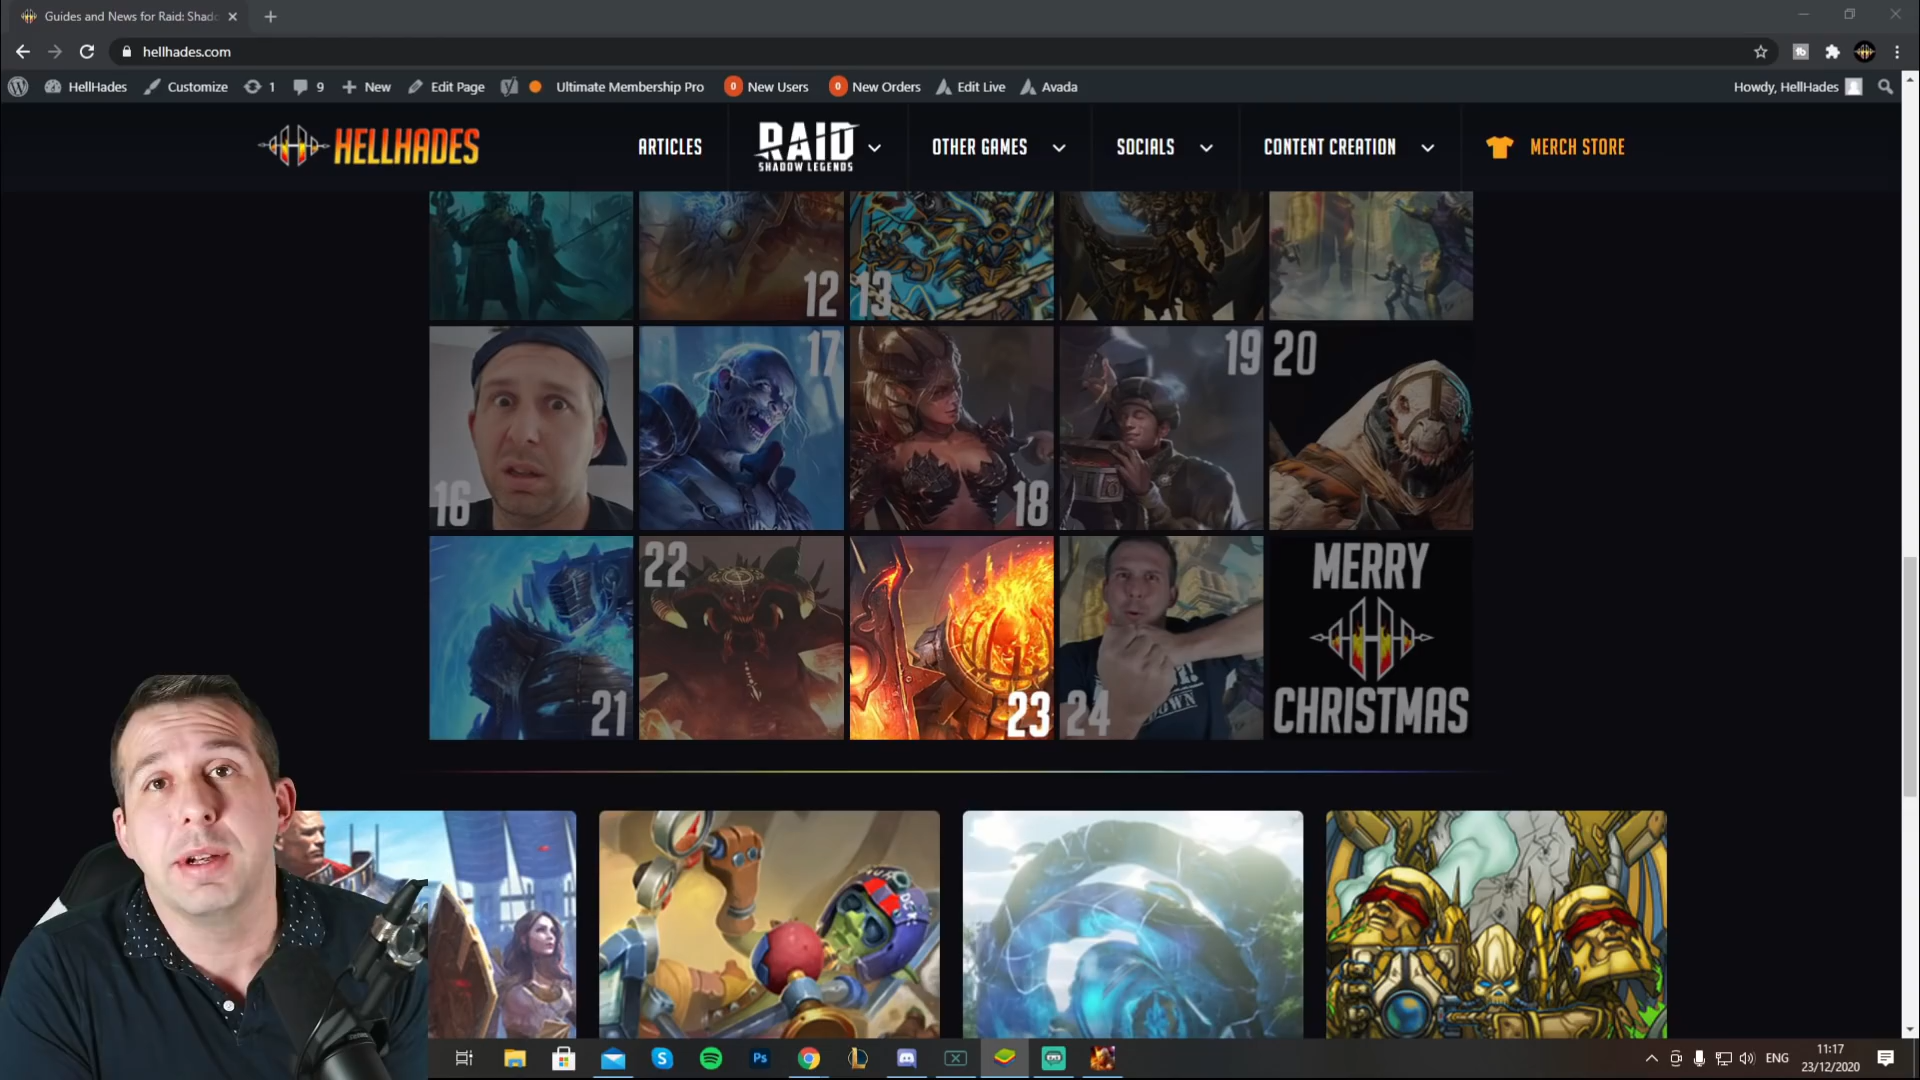 Guides and News for Raid: Shad
hellhades.com
HellHades
Customize
1
9
New
Edit Page
Ultimate Membership Pro
0 New Users
0 New Orders
Edit Live
Avada
Howdy, HellHades
HELLHADES
ARTICLES
RAID
SHADOW LEGENDS
OTHER GAMES
SOCIALS
CONTENT CREATION
MERCH STORE
12
13
16
17
18
19
20
21
22
23
24
MERRY
CHRISTMAS
DOWN
Ps
ENG
11:17
23/12/2020